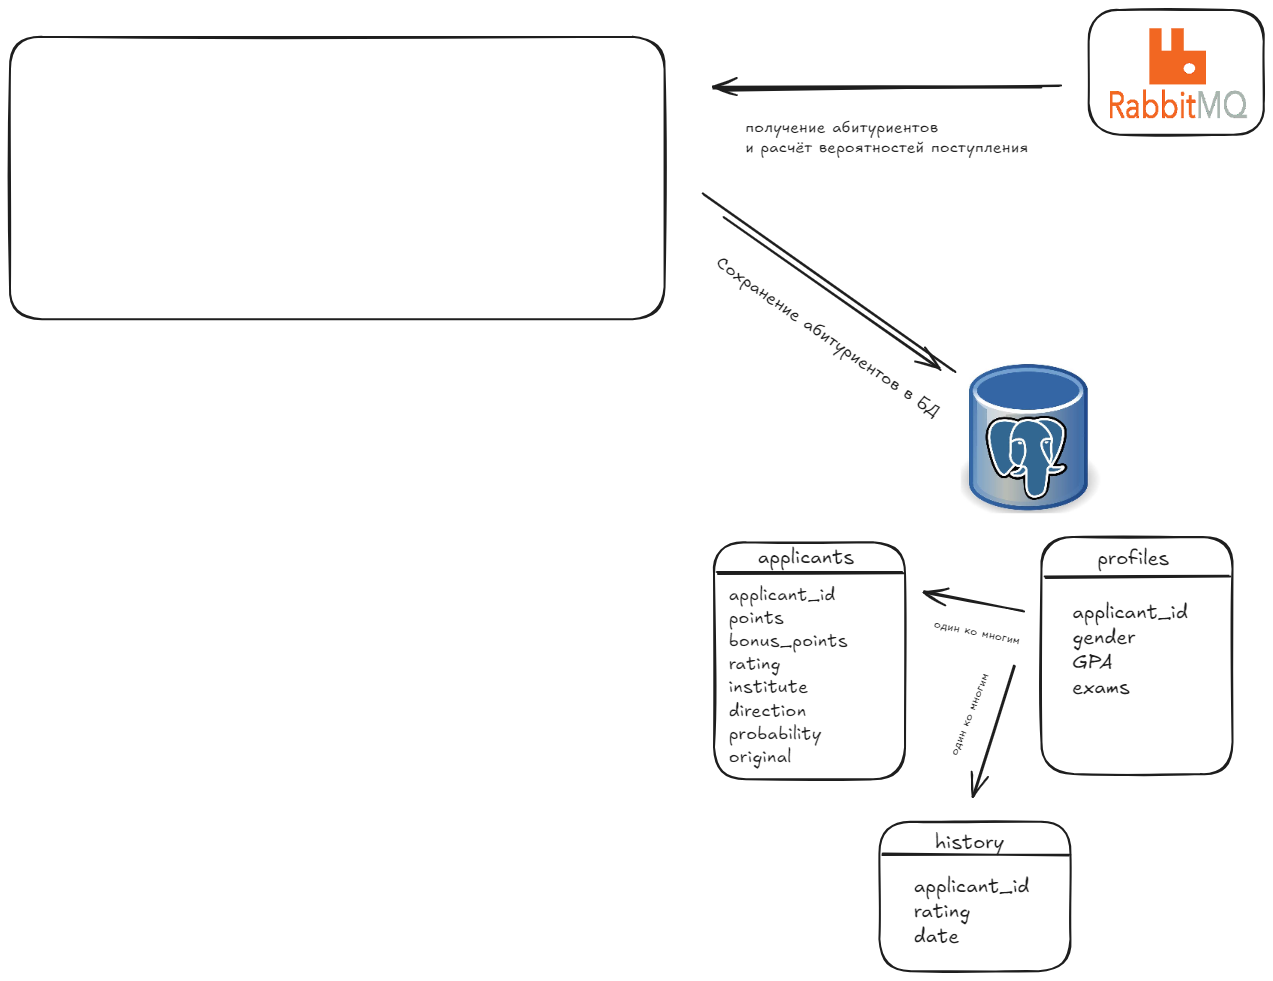 RabbitMQ
получение абитуриентов
и расчёт вероятностей поступления
Сохранение абитуриентов в БД
applicants
applicant_id
points
bonus_points
rating
institute
direction
probability
original
один ко многим
один ко многим
profiles
applicant_id
gender
GPA
exams
history
applicant_id
rating
date